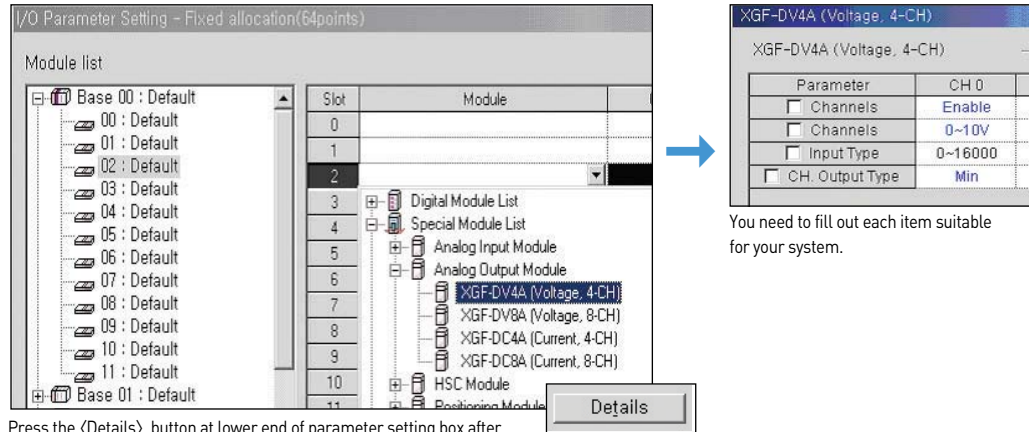 I/O Parameter Setting - Fixed allocation(64points)
Module list
Base 00 : Default
00 : Default
01 : Default
02 : Default
03 : Default
04 : Default
05 : Default
06 : Default
07 : Default
08 : Default
09 : Default
10 : Default
11 : Default
Base 01 : Default
Slot
Module
0
1
2
3
4
5
6
7
8
9
10
11
Digital Module List
Special Module List
Analog Input Module
Analog Output Module
XGF-DV4A (Voltage, 4-CH)
XGF-DV8A (Voltage, 8-CH)
XGF-DC4A (Current, 4-CH)
XGF-DC8A (Current, 8-CH)
HSC Module
Positioning Module
Details
Press the 〈Details〉 button at lower end of parameter setting box after
XGF-DV4A (Voltage, 4-CH)
XGF-DV4A (Voltage, 4-CH)
Parameter CH 0
Channels Enable
Channels 0~10V
Input Type 0~16000
CH. Output Type Min
You need to fill out each item suitable
for your system.